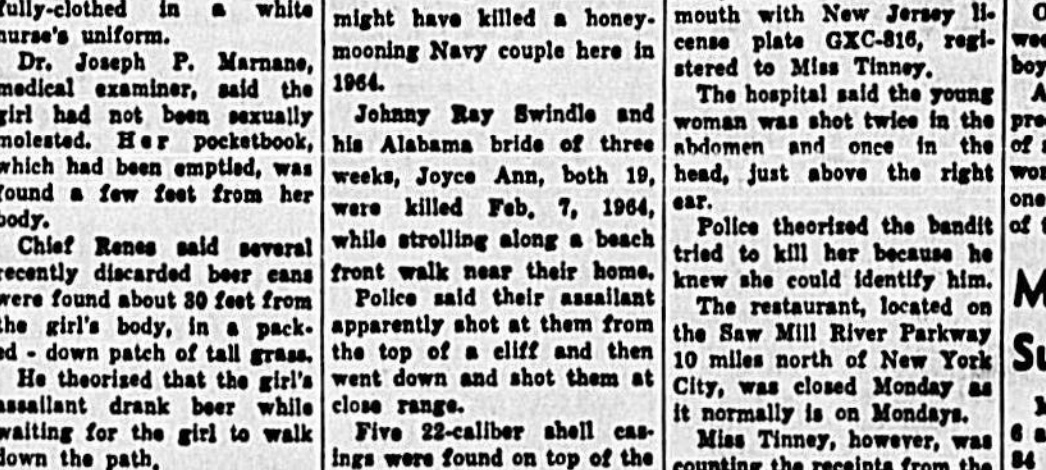 fully-clothed in a white
nurse's uniform.
Dr. Joseph P. Marnane,
medical examiner, said the
girl had not been sexually
molested. Her pocketbook,
which had been emptied, was
found a few feet from her
body.
Chief Renes said several
recently discarded beer cans
were found about 30 feet from
the girl's body, in a pack-
ed - down patch of tall grass.
He theorized that the girl's
assailant drank beer while
waiting for the girl to walk
down the path.
might have killed a honey-
mooning Navy couple here in
1964.
Johnny Ray Swindle and
his Alabama bride of three
weeks, Joyce Ann, both 19,
were killed Feb. 7, 1964,
while strolling along a beach
front walk near their home.
Police said their assailant
apparently shot at them from
the top of a cliff and then
went down and shot them at
close range.
Five 22-caliber shell cas-
ings were found on top of the
mouth with New Jersey li-
cense plate GXC-816, regi-
stered to Miss Tinney.
The hospital said the young
woman was shot twice in the
abdomen and once in the
head, just above the right
ear.
Police theorized the bandit
tried to kill her because he
knew she could identify him.
The restaurant, located on
the Saw Mill River Parkway
10 miles north of New York
City, was closed Monday as
it normally is on Mondays.
Miss Tinney, however, was
counting the receipts from the